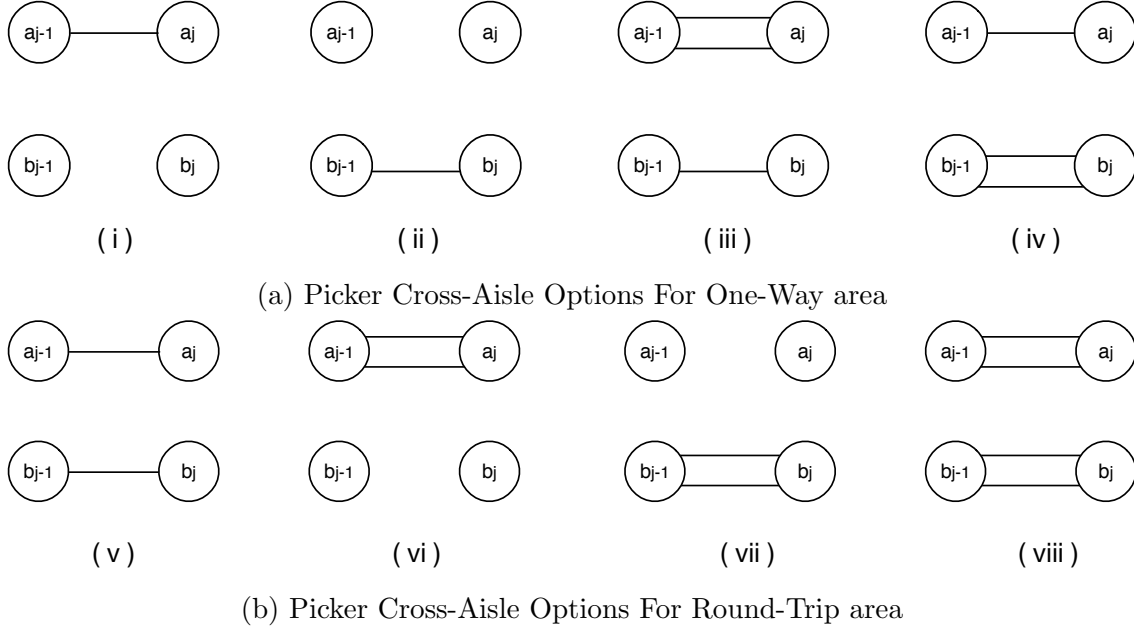 aj-1 aj aj-1 aj aj-1 aj aj-1 aj
bj-1 bj bj-1 bj bj-1 bj bj-1 bj
( i ) ( ii ) ( iii ) ( iv )
(a) Picker Cross-Aisle Options For One-Way area
aj-1 aj aj-1 aj aj-1 aj aj-1 aj
bj-1 bj bj-1 bj bj-1 bj bj-1 bj
( v ) ( vi ) ( vii ) ( viii )
(b) Picker Cross-Aisle Options For Round-Trip area